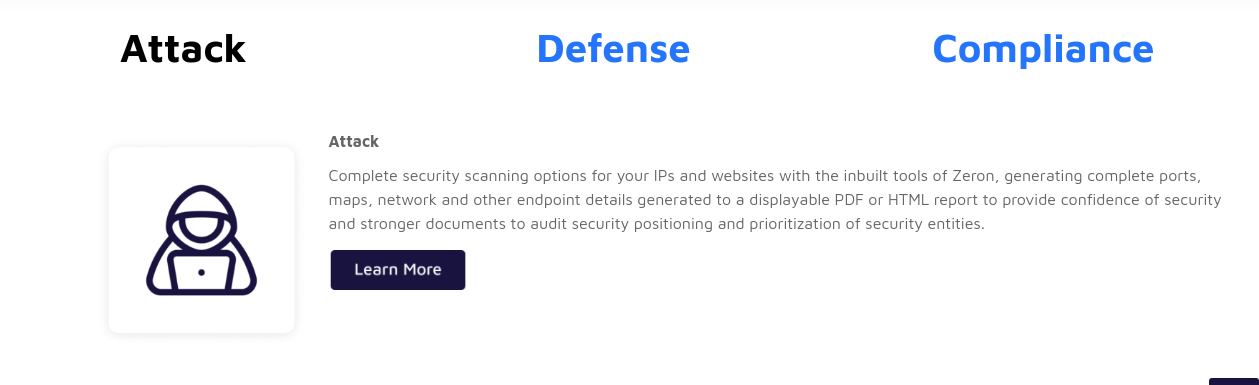 Attack Defense Compliance
Attack
Complete security scanning options for your IPs and websites with the inbuilt tools of Zeron, generating complete ports,
maps, network and other endpoint details generated to a displayable PDF or HTML report to provide confidence of security
and stronger documents to audit security positioning and prioritization of security entities.
Learn More